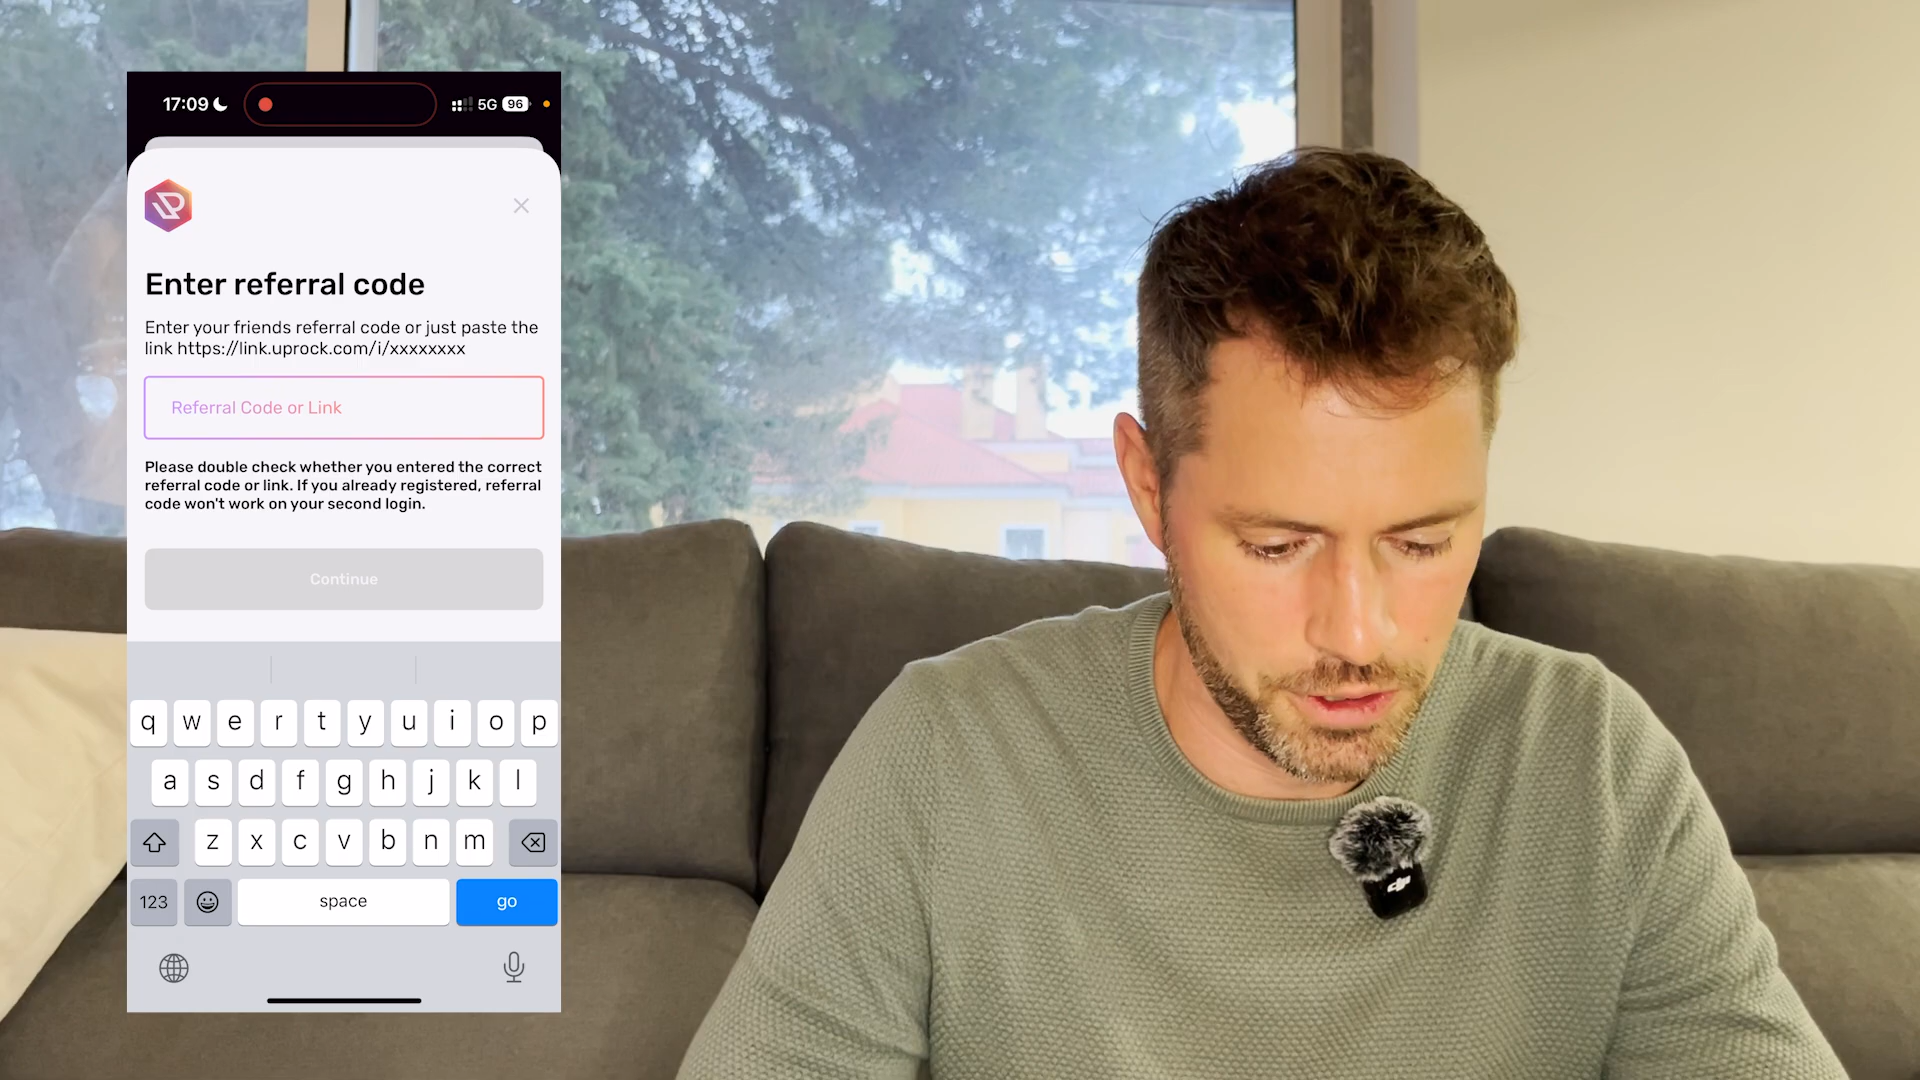 17:09 5G 96
Enter referral code
Enter your friends referral code or just paste the
link https://link.uprock.com/i/xxxxxxxx
Referral Code or Link
Please double check whether you entered the correct
referral code or link. If you already registered, referral
code won't work on your second login.
Continue
q w e r t y u i o p
a s d f g h j k l
z x c v b n m
123 space go
dji